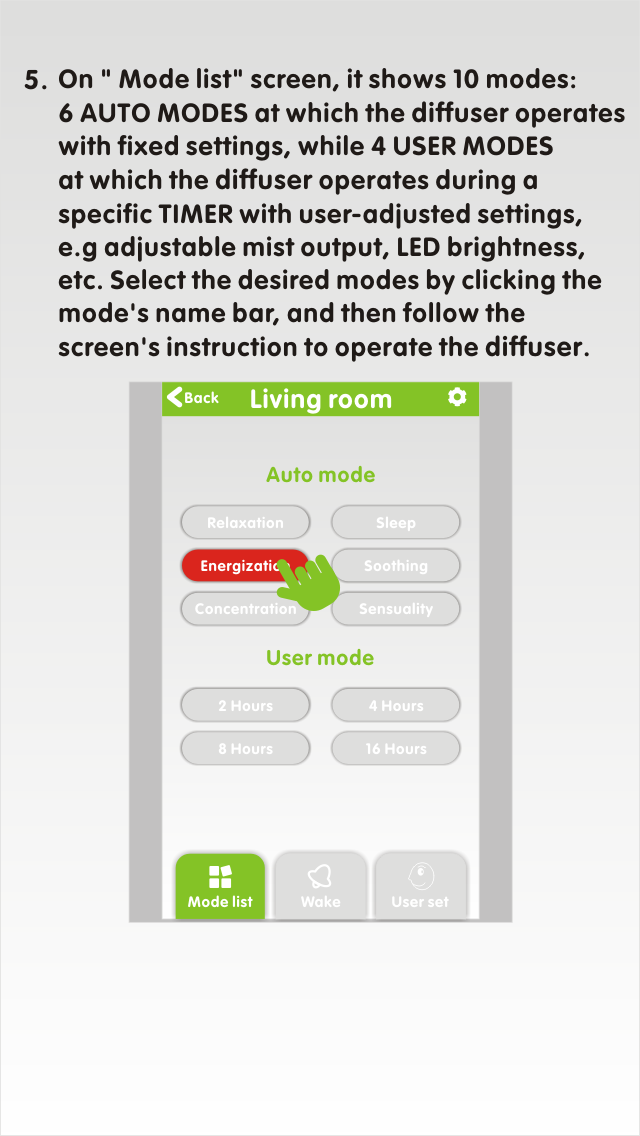 5. On " Mode list" screen, it shows 10 modes:
6 AUTO MODES at which the diffuser operates
with fixed settings, while 4 USER MODES
at which the diffuser operates during a
specific TIMER with user-adjusted settings,
e.g adjustable mist output, LED brightness,
etc. Select the desired modes by clicking the
mode's name bar, and then follow the
screen's instruction to operate the diffuser.
Back Living room
Auto mode
Relaxation Sleep
Energization Soothing
Concentration Sensuality
User mode
2 Hours 4 Hours
8 Hours 16 Hours
Mode list Wake User set